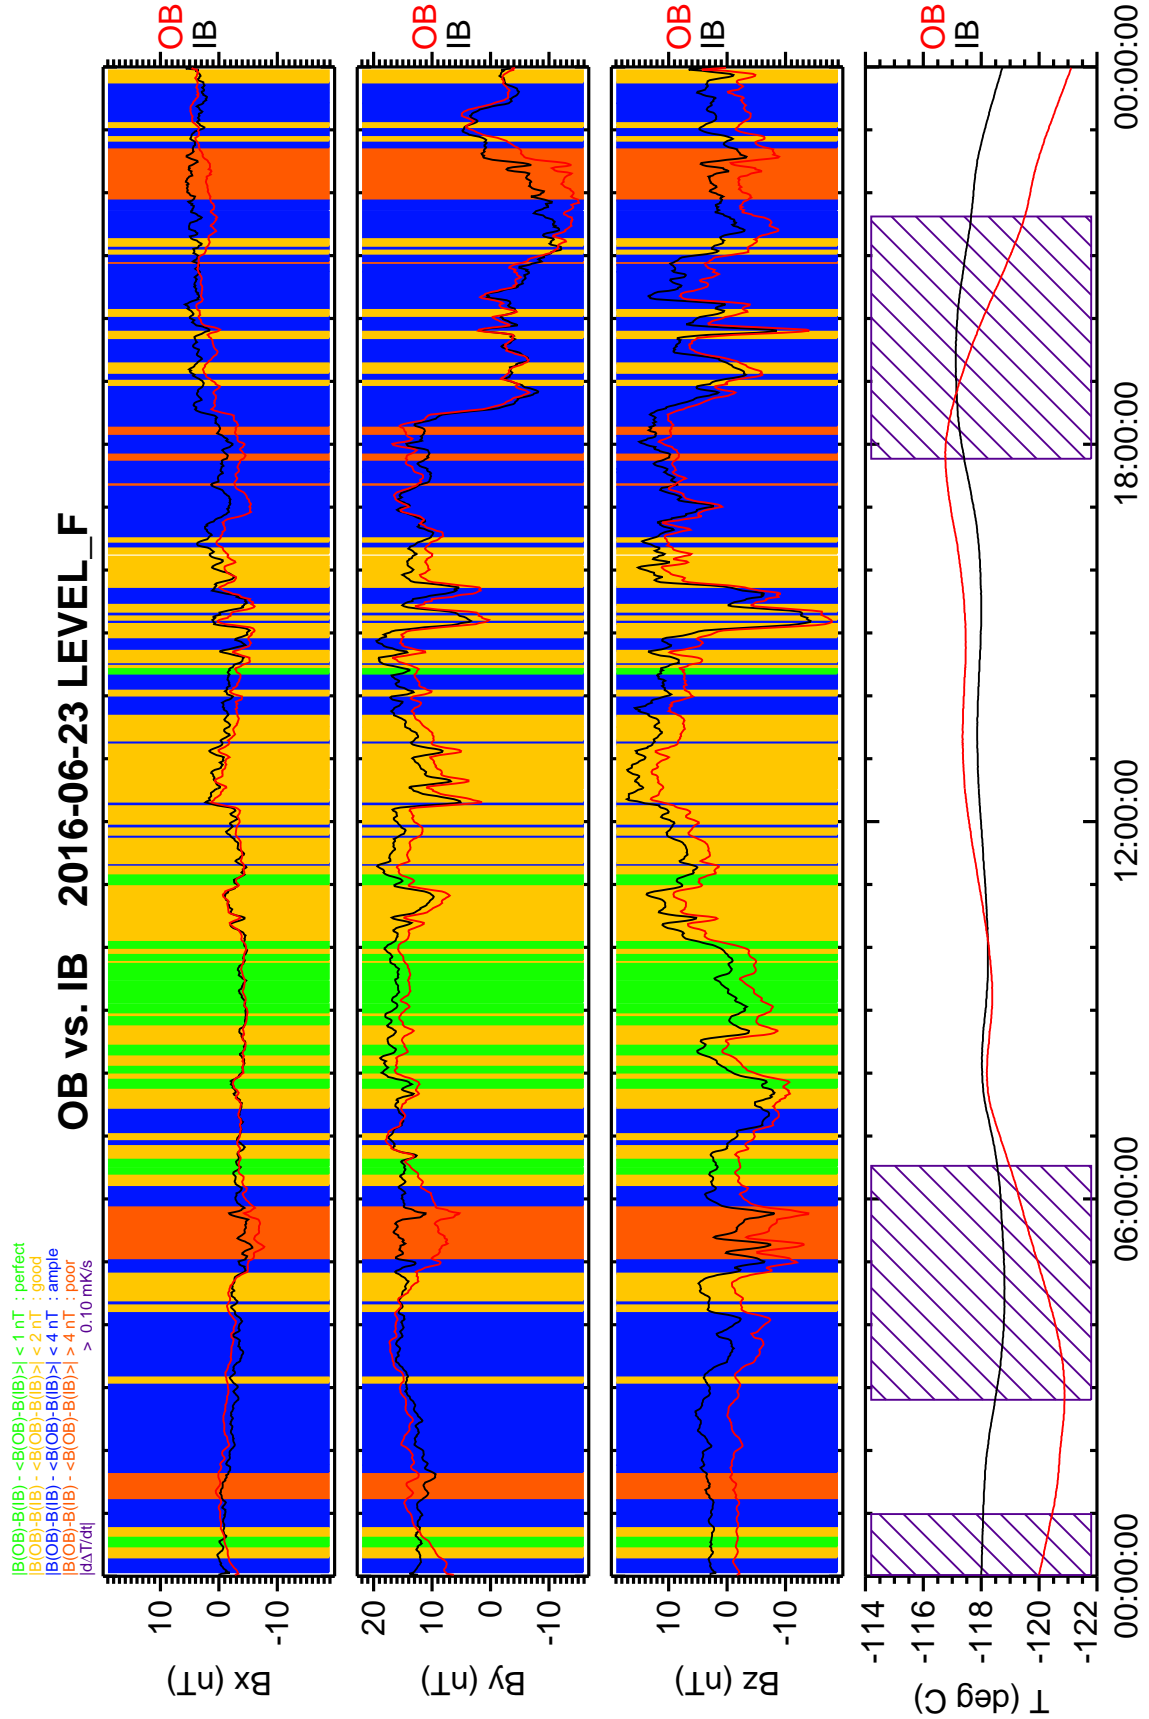 |B(OB)-B(IB) - <B(OB)-B(IB)>| < 1 nT : perfect
|B(OB)-B(IB) - <B(OB)-B(IB)>| < 2 nT : good
|B(OB)-B(IB) - <B(OB)-B(IB)>| < 4 nT : ample
|B(OB)-B(IB) - <B(OB)-B(IB)>| > 4 nT : poor
|dΔT/dt| > 0.10 mK/s
OB vs. IB 2016-06-23 LEVEL_F
Bx (nT)
10
0
-10
OB
IB
By (nT)
20
10
0
-10
OB
IB
Bz (nT)
10
0
-10
OB
IB
T (deg C)
-114
-116
-118
-120
-122
OB
IB
00:00:00
06:00:00
12:00:00
18:00:00
00:00:00